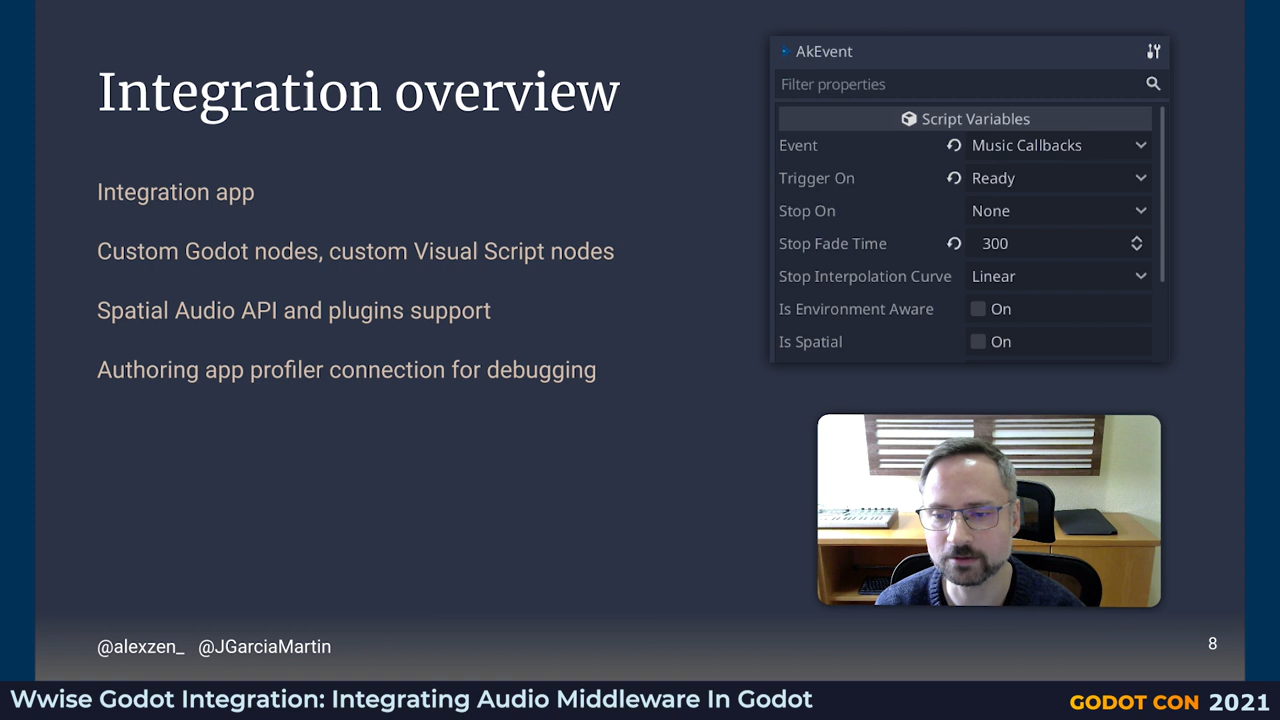 Integration overview
Integration app
Custom Godot nodes, custom Visual Script nodes
Spatial Audio API and plugins support
Authoring app profiler connection for debugging
AkEvent
Filter properties
Script Variables
Event Music Callbacks
Trigger On Ready
Stop On None
Stop Fade Time 300
Stop Interpolation Curve Linear
Is Environment Aware On
Is Spatial On
@alexzen_ @JGarciaMartin
8
Wwise Godot Integration: Integrating Audio Middleware In Godot
GODOT CON 2021